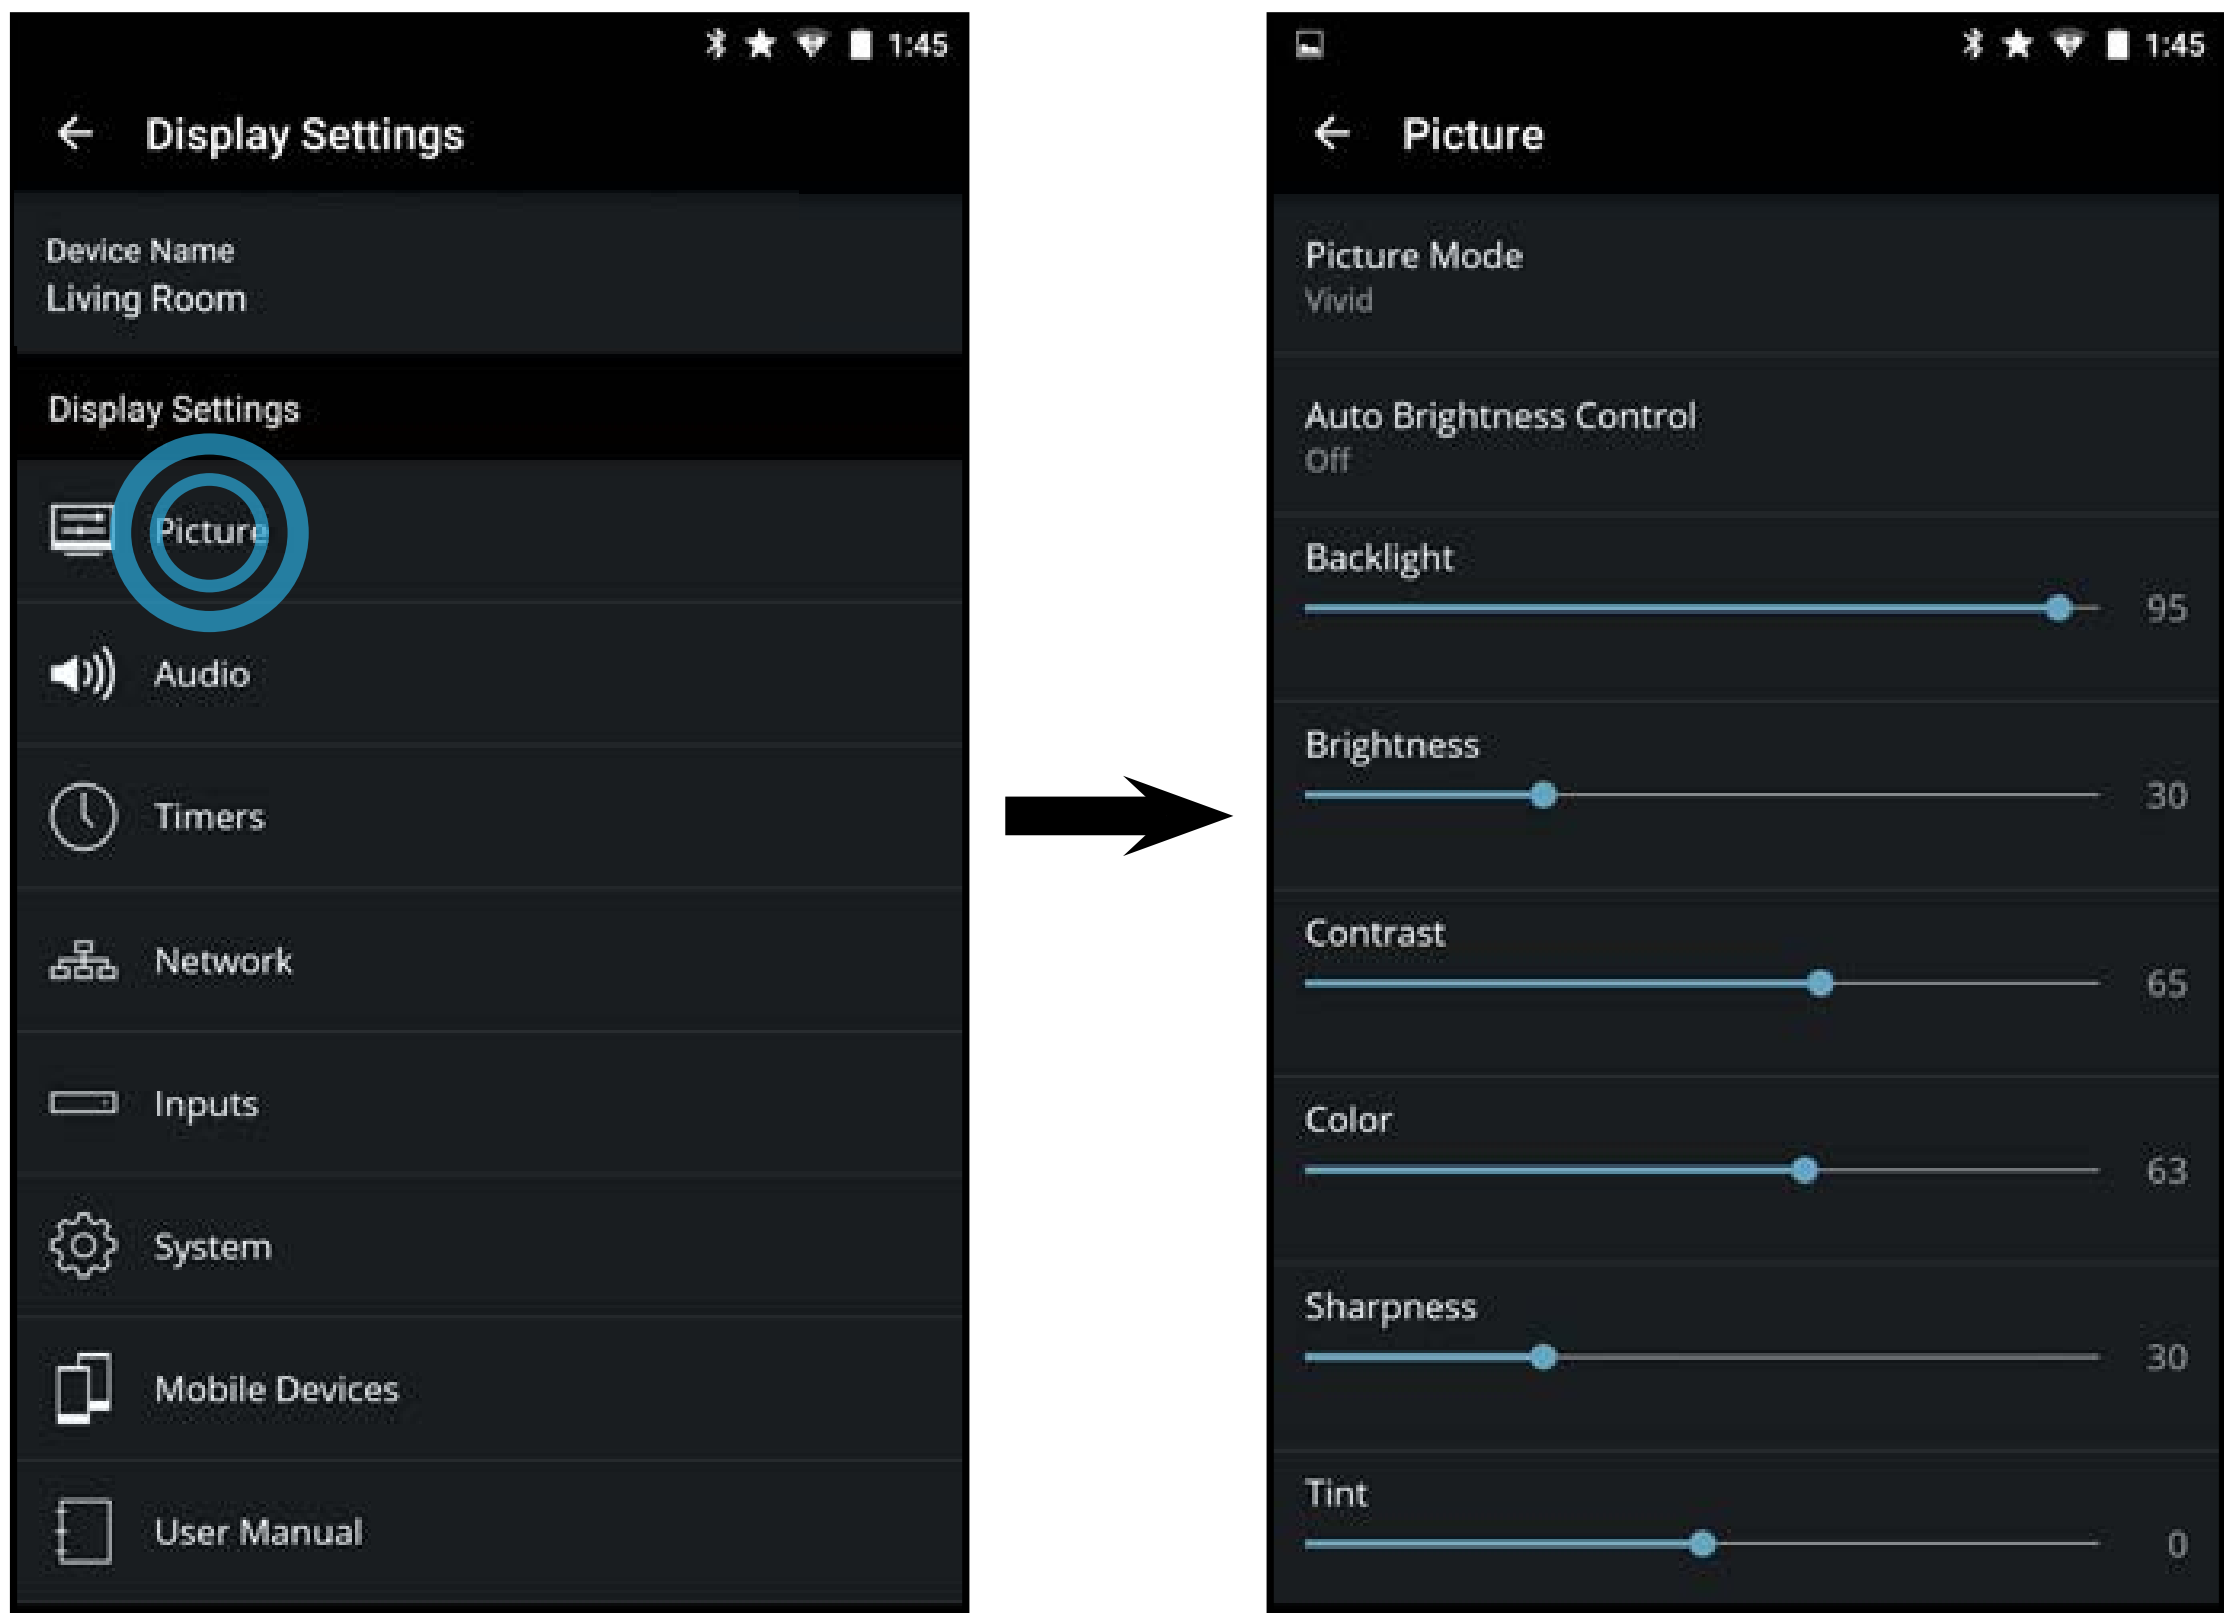 1:45
Display Settings
Device Name
Living Room
Display Settings
Picture
Audio
Timers
Network
Inputs
System
Mobile Devices
User Manual
1:45
Picture
Picture Mode
Vivid
Auto Brightness Control
Off
Backlight
95
Brightness
30
Contrast
65
Color
63
Sharpness
30
Tint
0